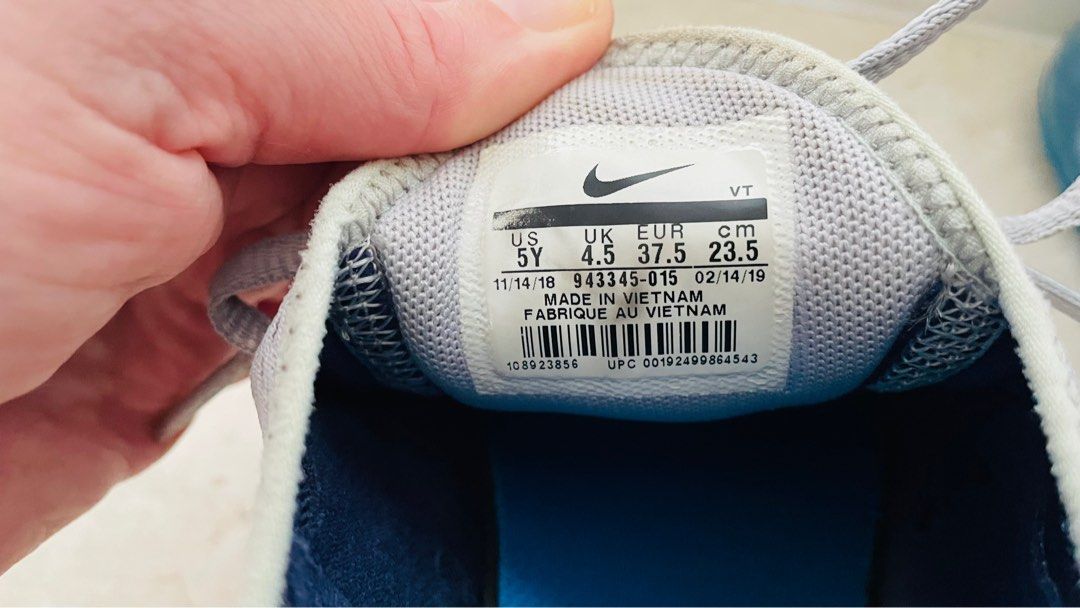 VT
US UK EUR cm
5Y 4.5 37.5 23.5
11/14/18 943345-015 02/14/19
MADE IN VIETNAM
FABRIQUE AU VIETNAM
108923856 UPC 00192499864543